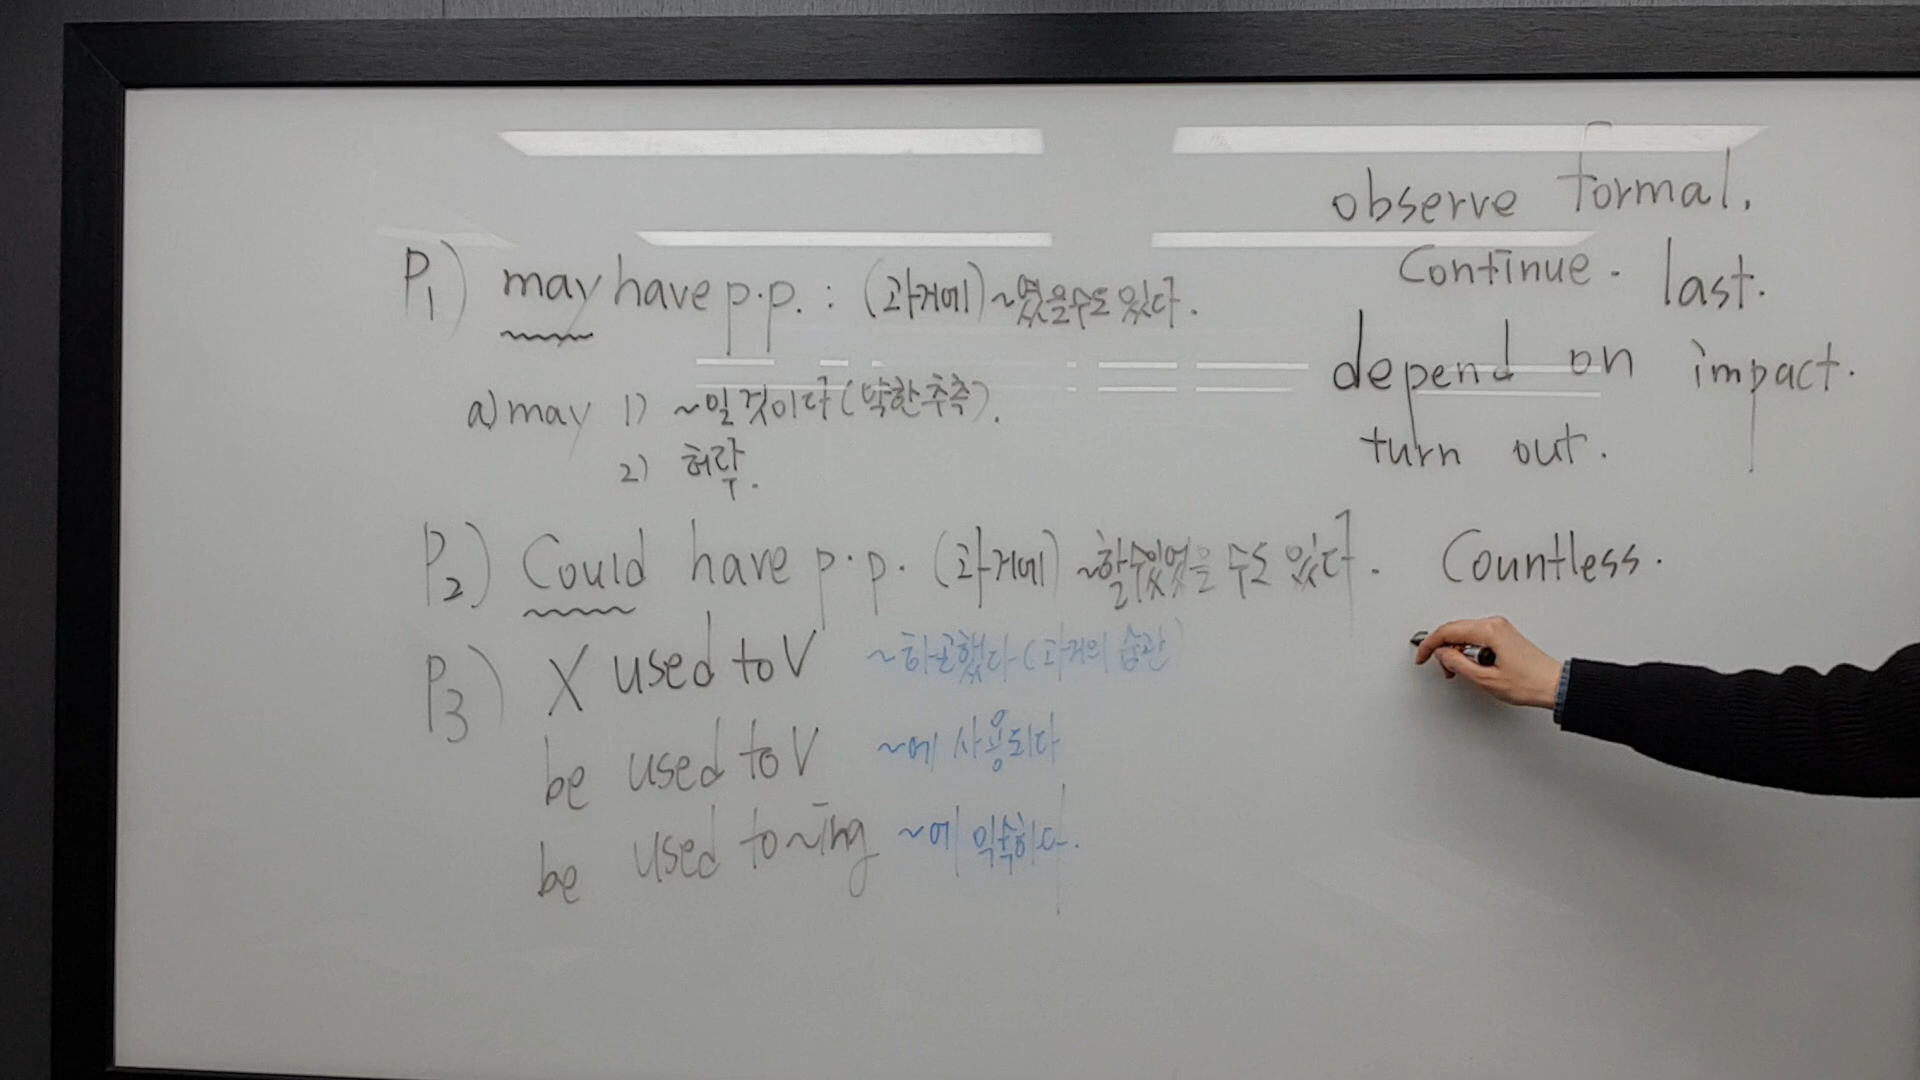 P1) may have p.p. : (과거에) ~였을수도 있다.
a) may 1) ~일 것이다 (약한 추측).
2) 허락.
P2) Could have p.p. (과거에) ~할수있었을 수도 있다.
P3) X used to V ~하곤했다 (과거의 습관)
be used to V ~에 사용되다
be used to ~ing ~에 익숙하다.
observe formal.
Continue. last.
depend on impact.
turn out.
Countless.